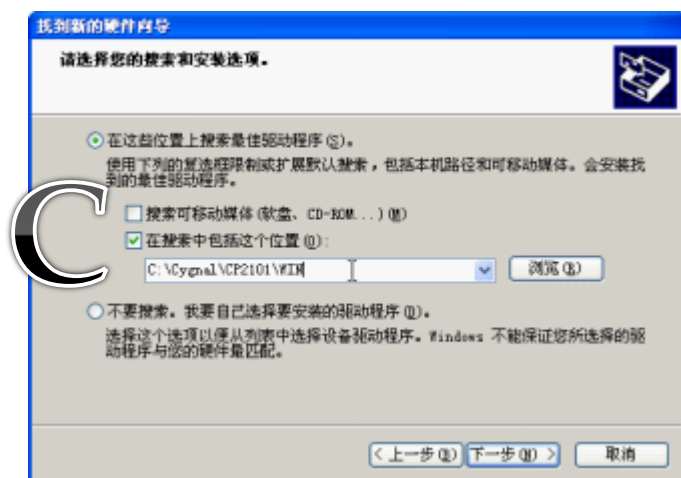 找到新的硬件向导
请选择您的搜索和安装选项。
在这些位置上搜索最佳驱动程序(S)。
使用下列的复选框限制或扩展默认搜索，包括本机路径和可移动媒体。会安装找
到的最佳驱动程序。
C
搜索可移动媒体(软盘、CD-ROM...)(M)
在搜索中包括这个位置(O):
C:\Cygnal\CP2101\WIN
浏览(R)
不要搜索。我要自己选择要安装的驱动程序(D)。
选择这个选项以便从列表中选择设备驱动程序。Windows 不能保证您所选择的驱
动程序与您的硬件最匹配。
<上一步(B)
下一步(N) >
取消